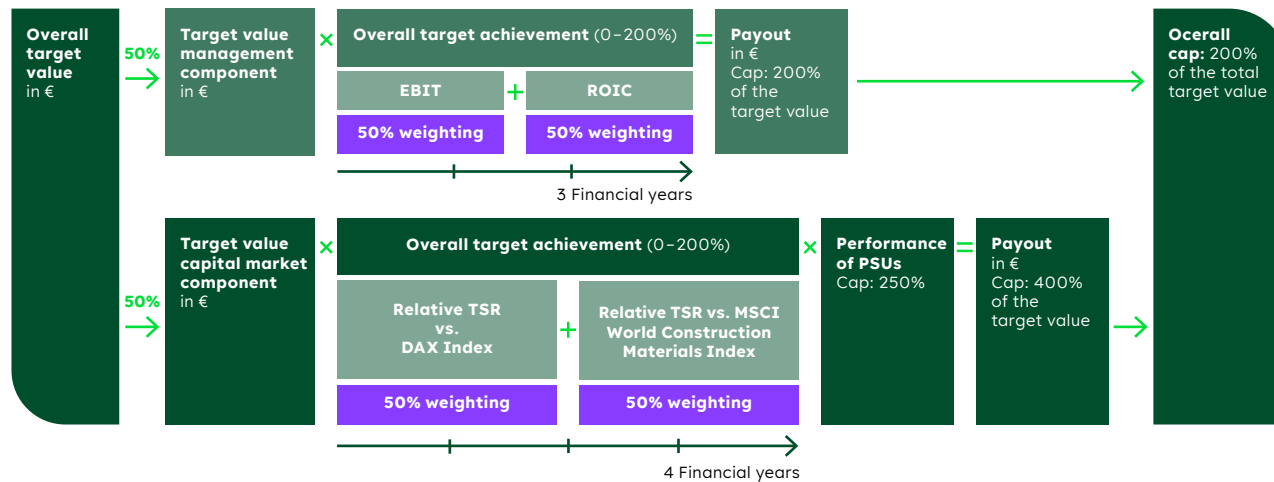 Overall
target
value
in €
50%
Target value
management
component
in €
×
Overall target achievement (0–200%)
EBIT
+
ROIC
50% weighting
50% weighting
3 Financial years
=
Payout
in €
Cap: 200%
of the
target value
Ocerall
cap: 200%
of the total
target value
50%
Target value
capital market
component
in €
×
Overall target achievement (0–200%)
Relative TSR
vs.
DAX Index
+
Relative TSR vs. MSCI
World Construction
Materials Index
50% weighting
50% weighting
4 Financial years
×
Performance
of PSUs
Cap: 250%
=
Payout
in €
Cap: 400%
of the
target value